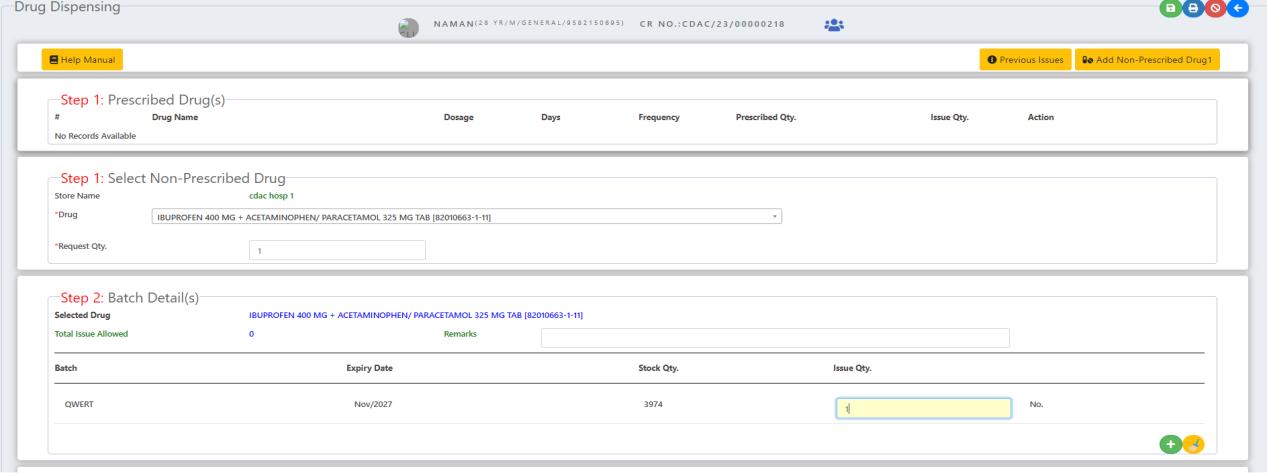 Drug Dispensing
NAMAN(28 YR/M/GENERAL/9582150695) CR NO.:CDAC/23/00000218
Help Manual
Previous Issues
Add Non-Prescribed Drug1
Step 1: Prescribed Drug(s)
# Drug Name Dosage Days Frequency Prescribed Qty. Issue Qty. Action
No Records Available
Step 1: Select Non-Prescribed Drug
Store Name cdac hosp 1
*Drug IBUPROFEN 400 MG + ACETAMINOPHEN/ PARACETAMOL 325 MG TAB [82010663-1-11]
*Request Qty. 1
Step 2: Batch Detail(s)
Selected Drug IBUPROFEN 400 MG + ACETAMINOPHEN/ PARACETAMOL 325 MG TAB [82010663-1-11]
Total Issue Allowed 0 Remarks
Batch Expiry Date Stock Qty. Issue Qty.
QWERT Nov/2027 3974 1 No.